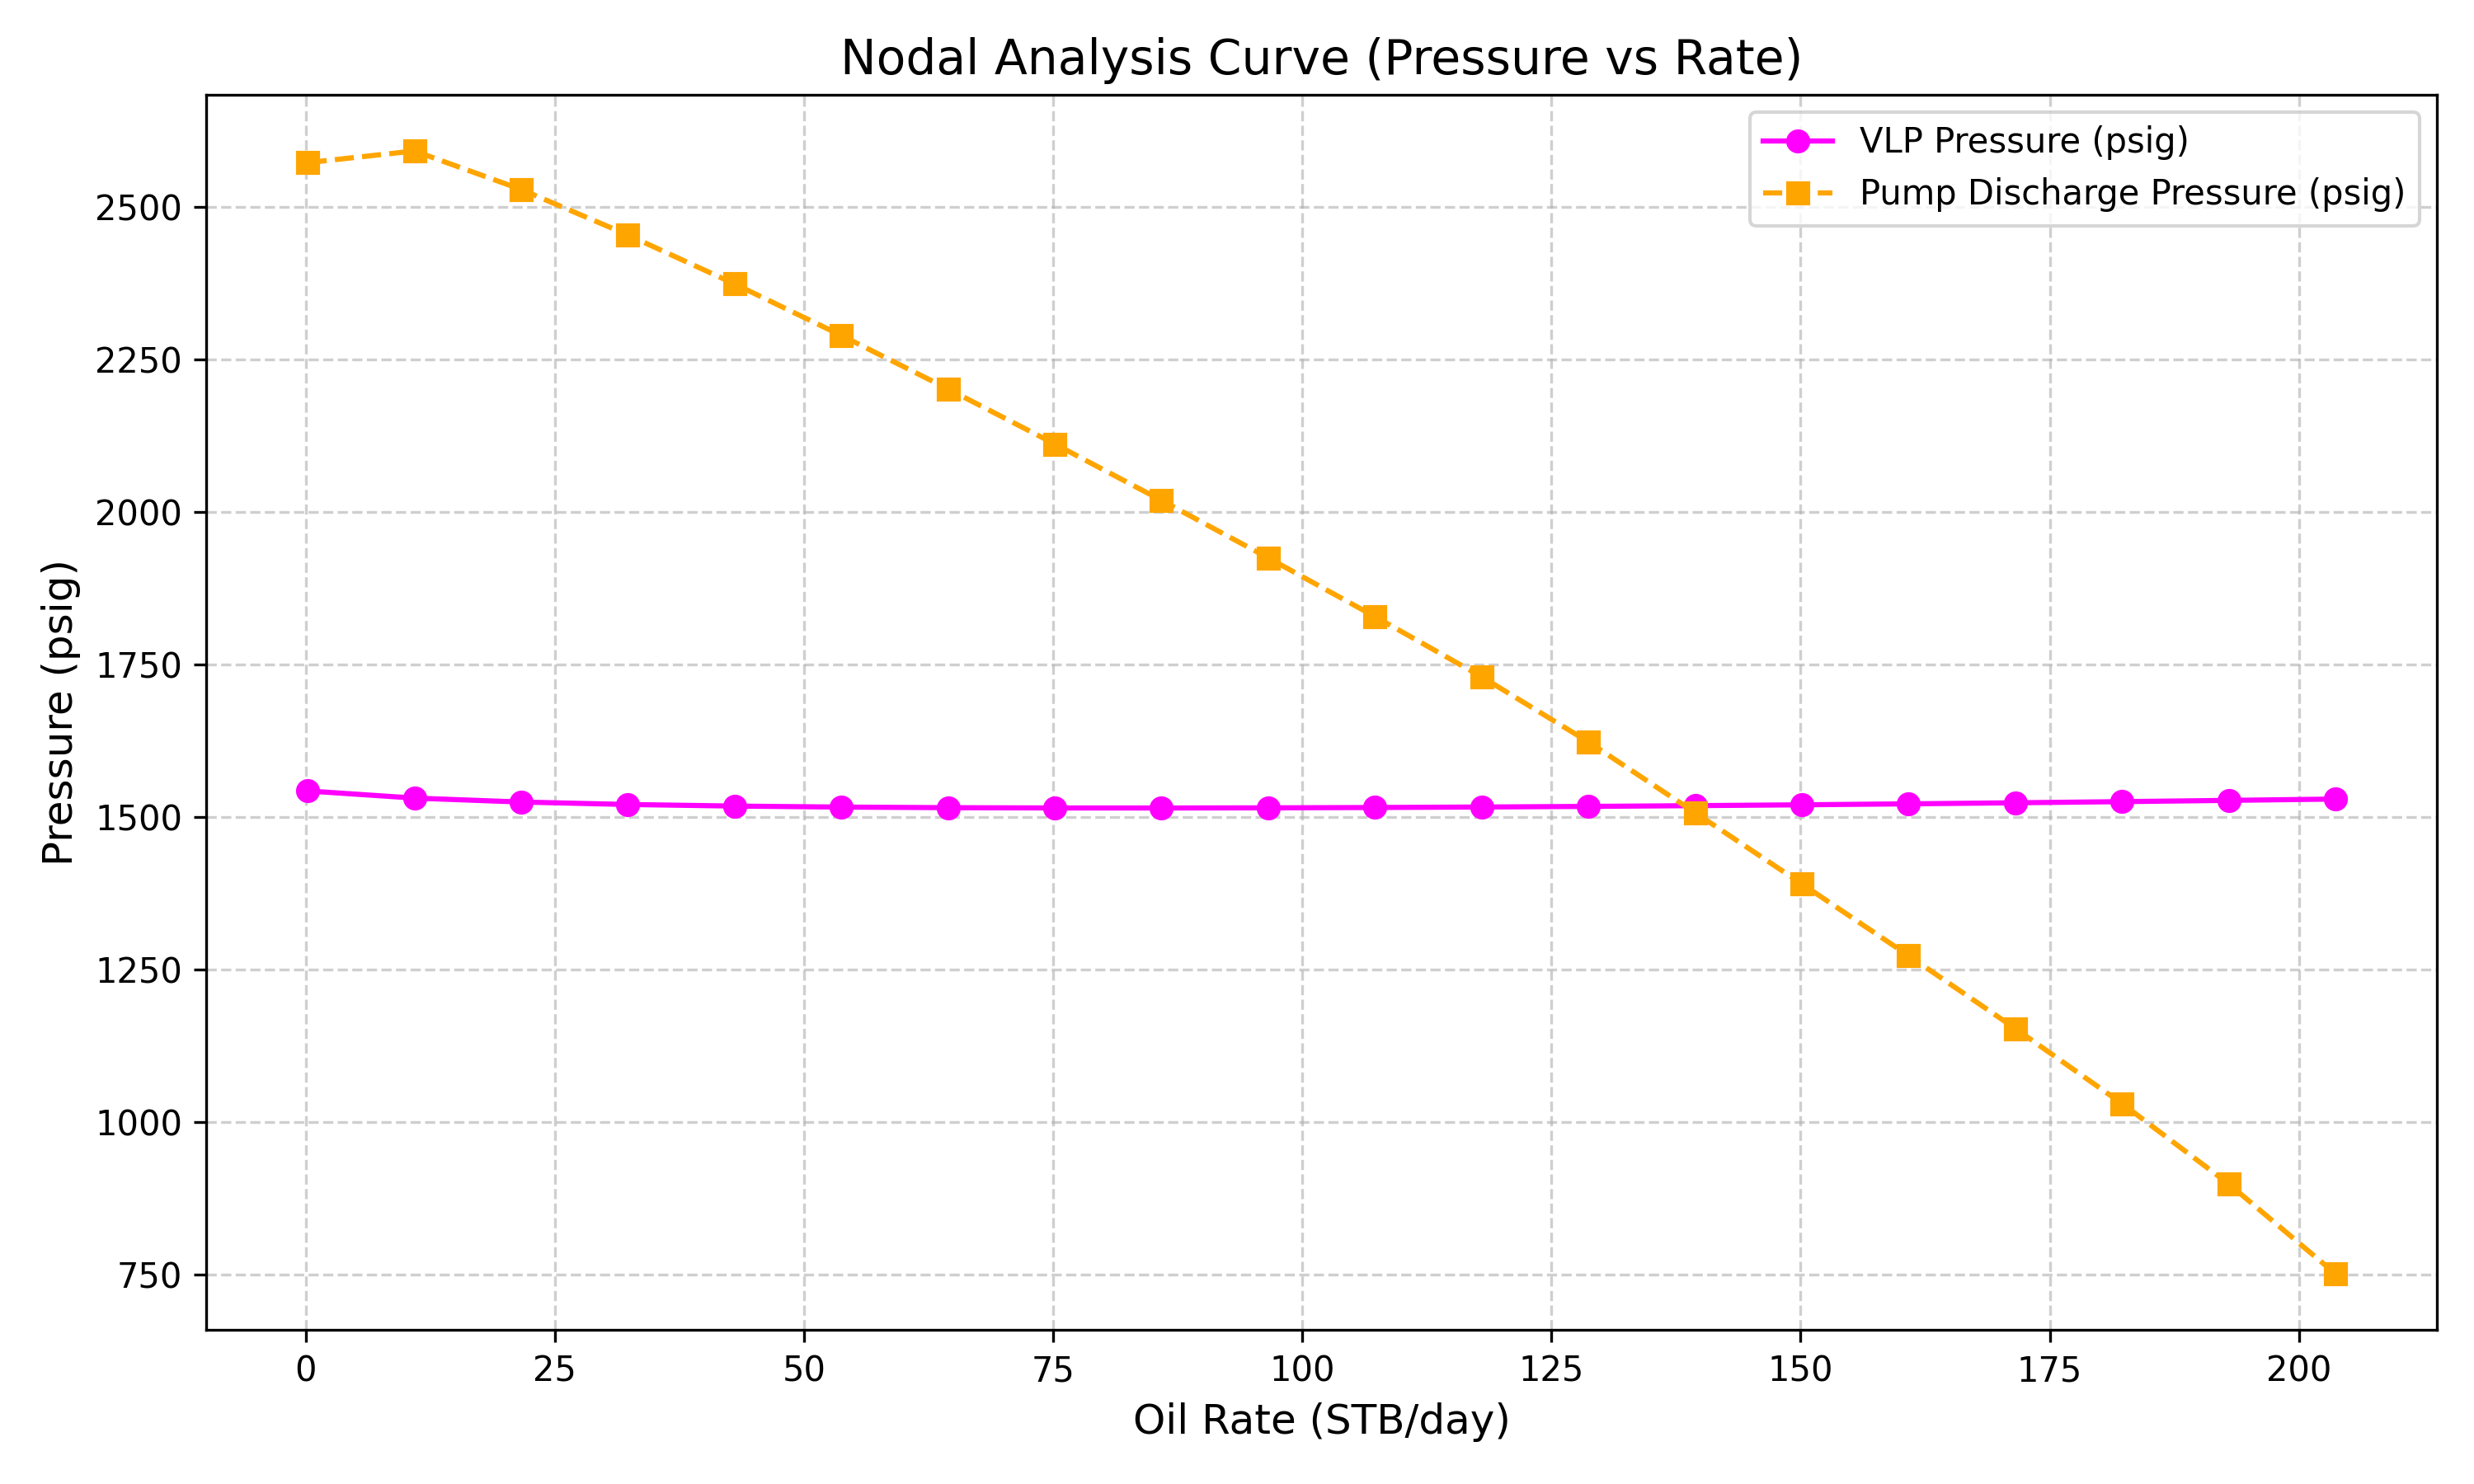 Nodal Analysis Curve (Pressure vs Rate)
VLP Pressure (psig)
Pump Discharge Pressure (psig)
Pressure (psig)
2500
2250
2000
1750
1500
1250
1000
750
0 25 50 75 100 125 150 175 200
Oil Rate (STB/day)